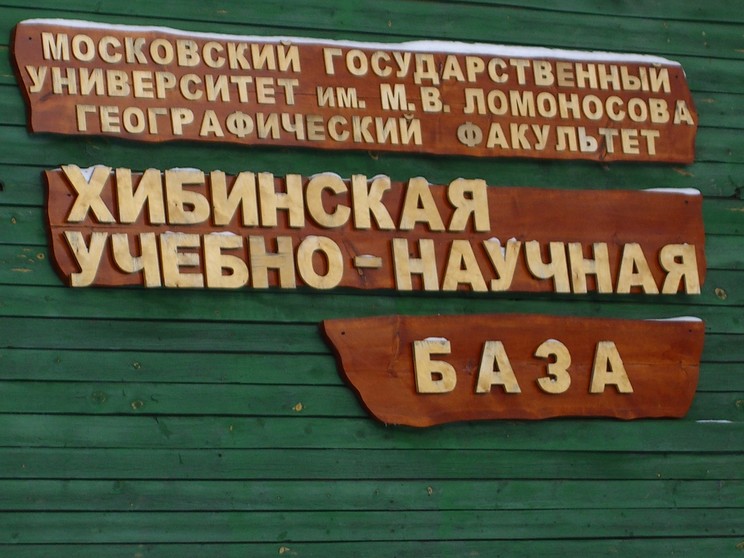 МОСКОВСКИЙ ГОСУДАРСТВЕННЫЙ
УНИВЕРСИТЕТ ИМ. М.В. ЛОМОНОСОВА
ГЕОГРАФИЧЕСКИЙ ФАКУЛЬТЕТ
ХИБИНСКАЯ
УЧЕБНО-НАУЧНАЯ
БАЗА